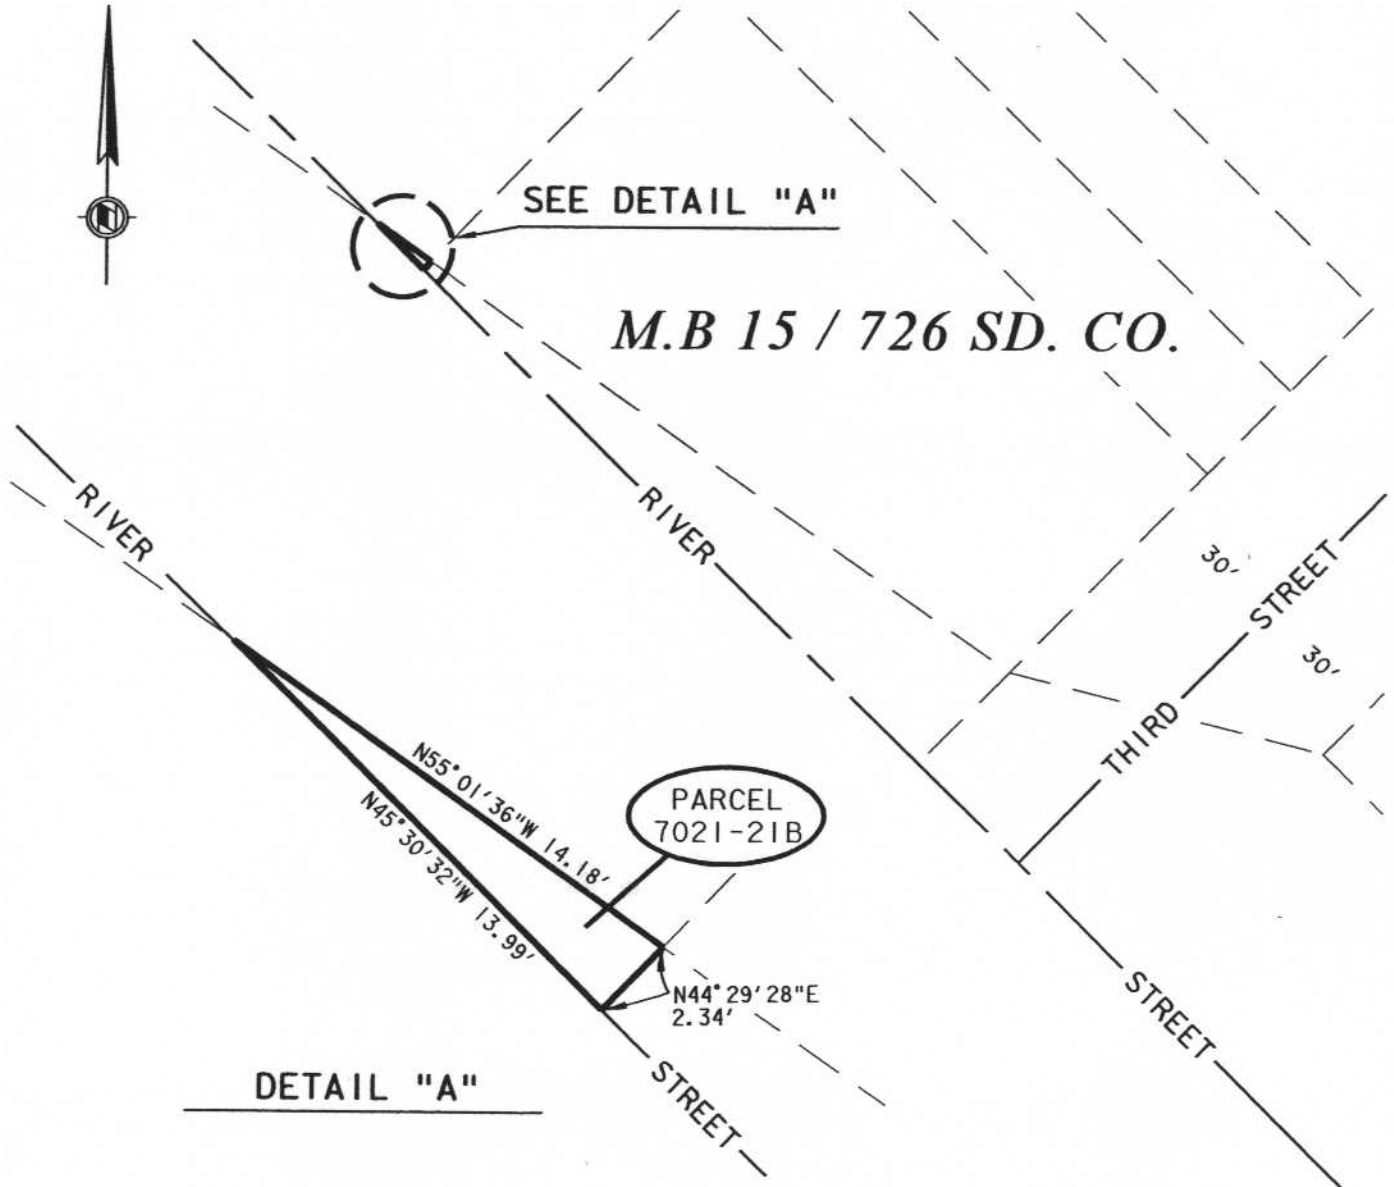 SEE DETAIL "A"
M.B 15 / 726 SD. CO.
RIVER
RIVER
30'
STREET
30'
THIRD
N55°01'36"W 14.18'
N45°30'32"W 13.99'
PARCEL
7021-21B
N44°29'28"E
2.34'
STREET
STREET
DETAIL "A"